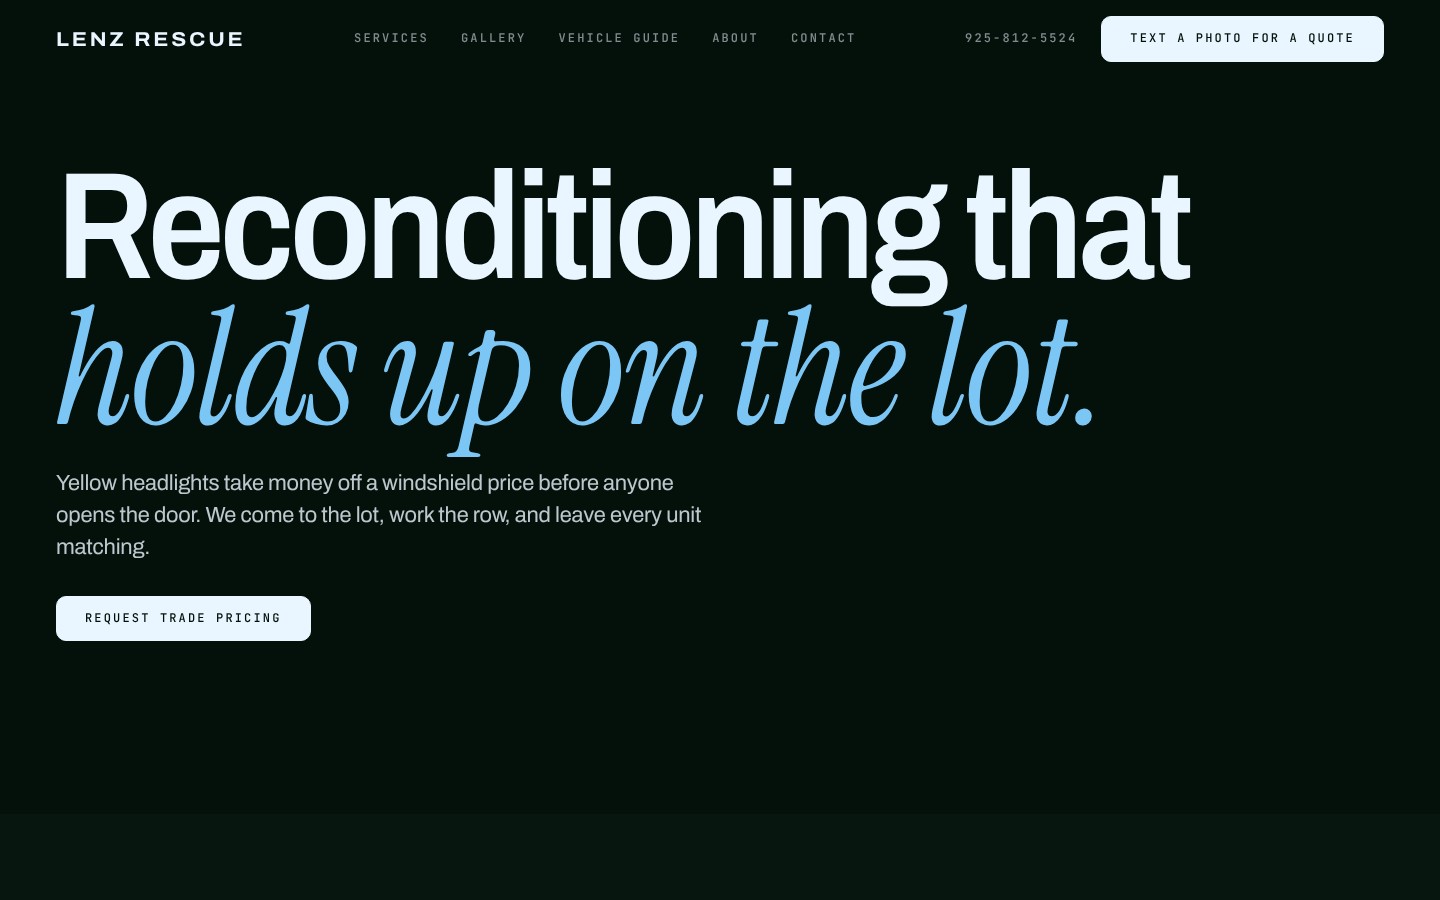 LENZ RESCUE
SERVICES GALLERY VEHICLE GUIDE ABOUT CONTACT
925-812-5524
TEXT A PHOTO FOR A QUOTE
Reconditioning that
holds up on the lot.
Yellow headlights take money off a windshield price before anyone
opens the door. We come to the lot, work the row, and leave every unit
matching.
REQUEST TRADE PRICING